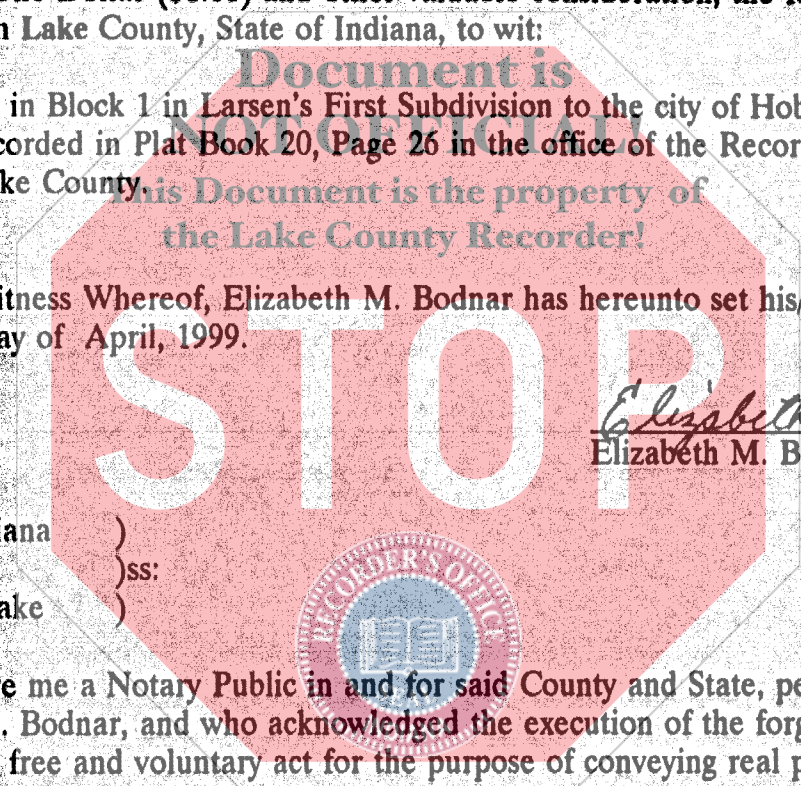 n Lake County, State of Indiana, to wit:
Document is
in Block 1 in Larsen's First Subdivision to the city of Hob
NOT OFFICIAL!
corded in Plat Book 20, Page 26 in the office of the Recor
ke County.
This Document is the property of
the Lake County Recorder!
itness Whereof, Elizabeth M. Bodnar has hereunto set his/
ay of April, 1999.
STOP
Elizabeth
Elizabeth M. B
iana )
)ss:
ake )
RECORDER'S OFFICE
re me a Notary Public in and for said County and State, pe
. Bodnar, and who acknowledged the execution of the forg
free and voluntary act for the purpose of conveying real p